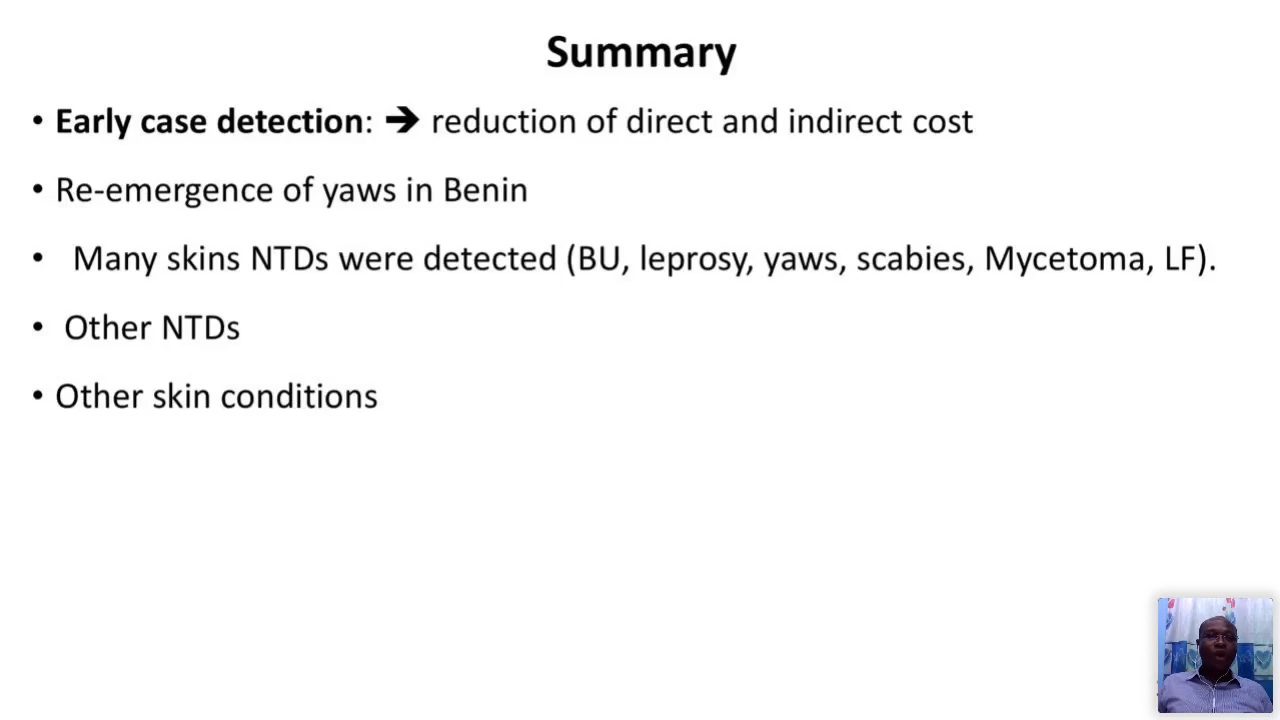 Summary
• Early case detection: ➔ reduction of direct and indirect cost
• Re-emergence of yaws in Benin
• Many skins NTDs were detected (BU, leprosy, yaws, scabies, Mycetoma, LF).
• Other NTDs
• Other skin conditions